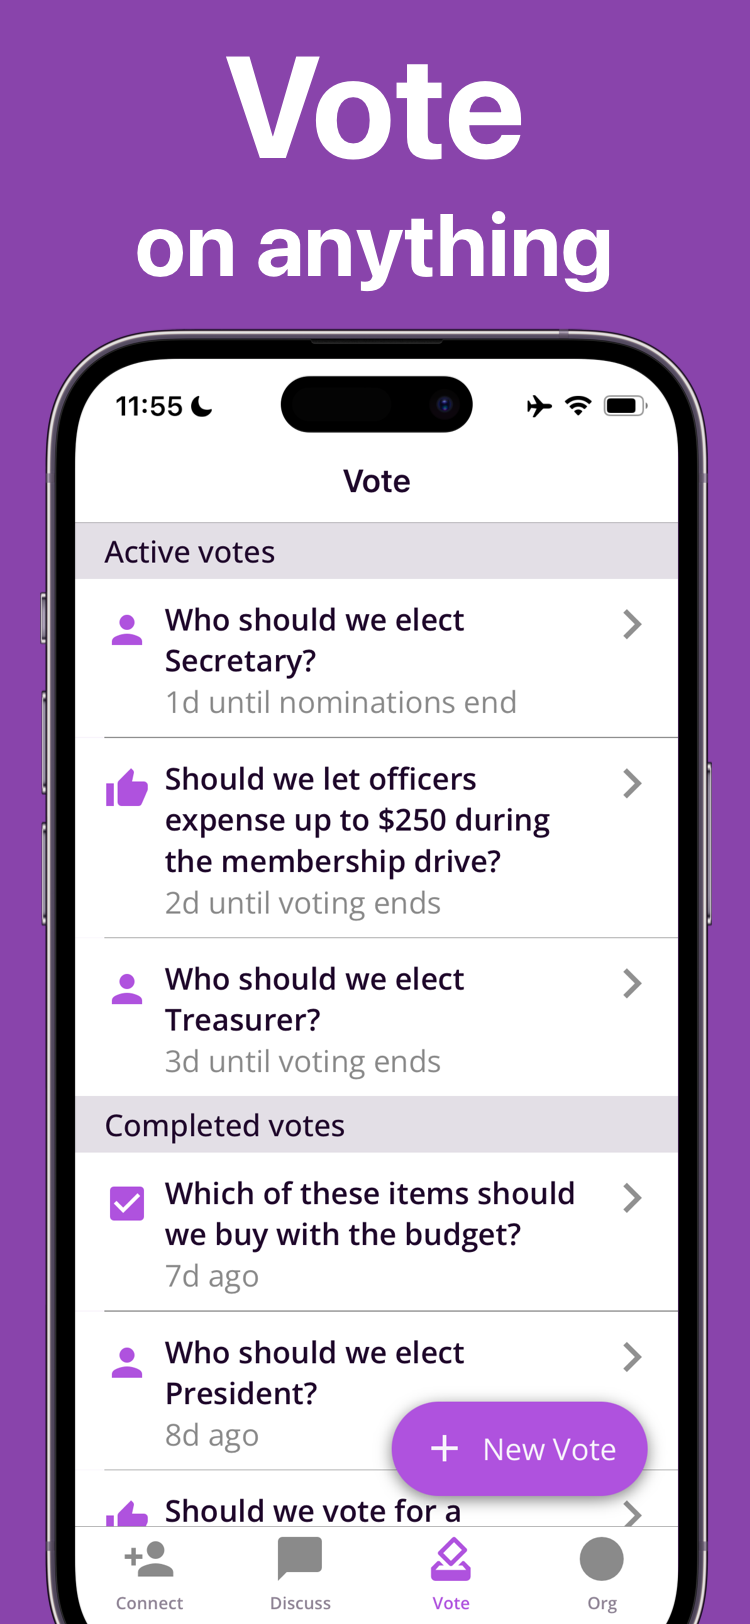 Vote
on anything
11:55
Vote
Active votes
Who should we elect
Secretary?
1d until nominations end
Should we let officers
expense up to $250 during
the membership drive?
2d until voting ends
Who should we elect
Treasurer?
3d until voting ends
Completed votes
Which of these items should
we buy with the budget?
7d ago
Who should we elect
President?
8d ago
+ New Vote
Should we vote for a
Connect
Discuss
Vote
Org